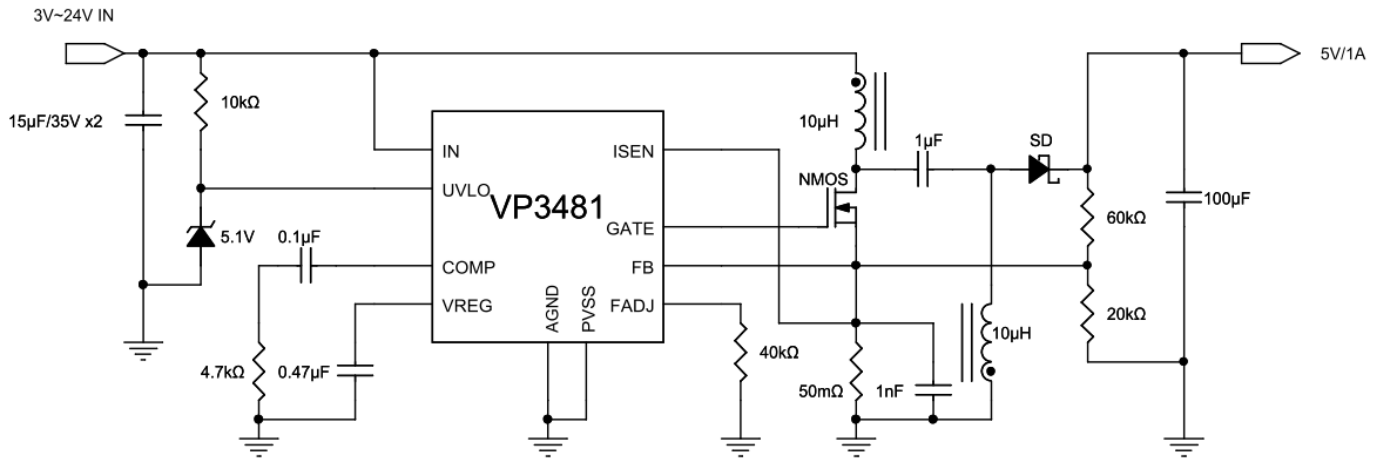 3V~24V IN
5V/1A
15µF/35V x2
10kΩ
10µH
1µF
SD
IN
ISEN
NMOS
UVLO
VP3481
GATE
60kΩ
100µF
5.1V
0.1µF
COMP
FB
VREG
AGND
PVSS
FADJ
20kΩ
10µH
40kΩ
4.7kΩ
0.47µF
50mΩ
1nF